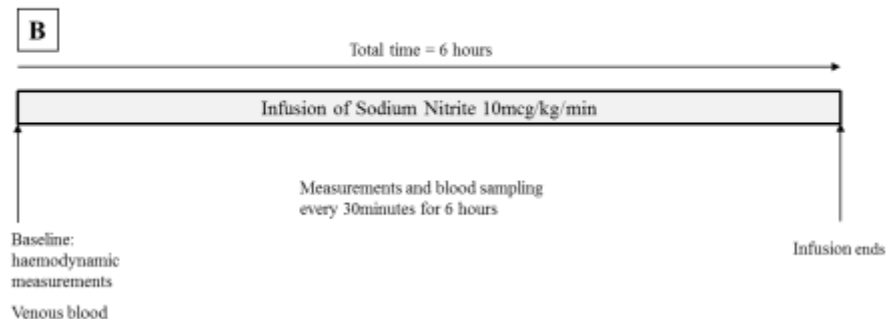 B
Total time = 6 hours
Infusion of Sodium Nitrite 10mcg/kg/min
Measurements and blood sampling
every 30minutes for 6 hours
Baseline:
haemodynamic
measurements
Venous blood
Infusion ends